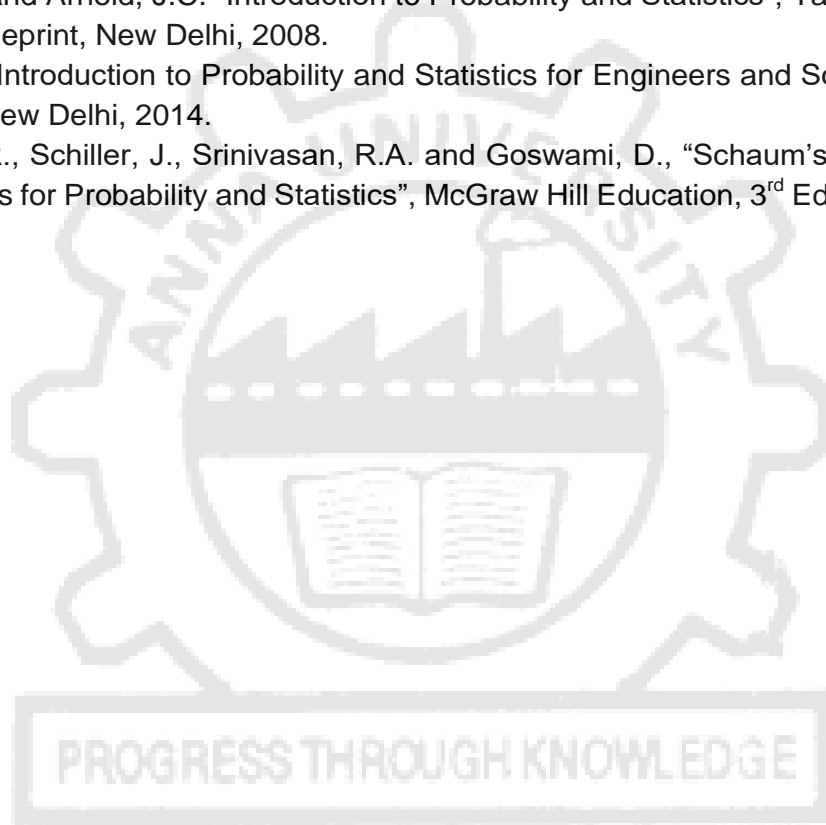 and Arnold, J.C. "Introduction to Probability and Statistics", Ta
eprint, New Delhi, 2008.
Introduction to Probability and Statistics for Engineers and Sc
ew Delhi, 2014.
R., Schiller, J., Srinivasan, R.A. and Goswami, D., “Schaum’s
s for Probability and Statistics”, McGraw Hill Education, 3rd Ed
ANNA UNIVERSITY
PROGRESS THROUGH KNOWLEDGE